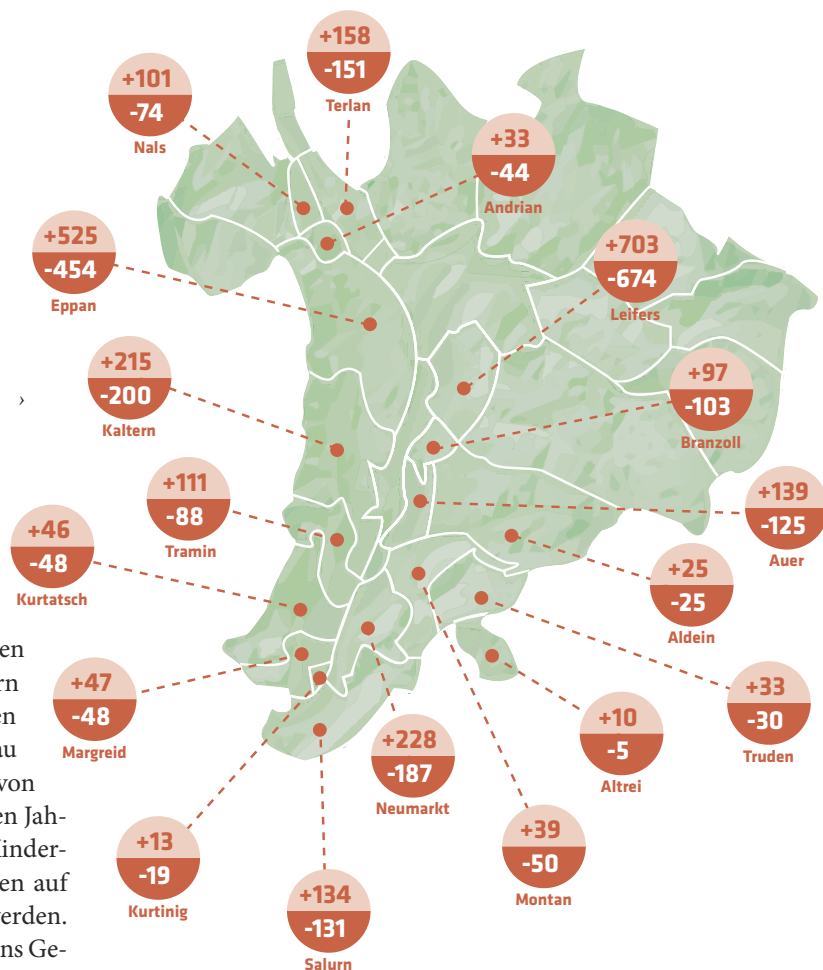 +158
-151
Terlan
+101
-74
Nals
+33
-44
Andrian
+525
-454
Eppan
+703
-674
Leifers
+215
-200
Kaltern
+97
-103
Branzoll
›
+111
-88
Tramin
+139
-125
Auer
+46
-48
Kurtatsch
+25
-25
Aldein
+47
-48
Margreid
+33
-30
Truden
+10
-5
Altrei
+228
-187
Neumarkt
+39
-50
Montan
+13
-19
Kurtinig
+134
-131
Salurn
en
rn
en
au
von
en Jah-
Kinder-
en auf
werden.
ns Ge-